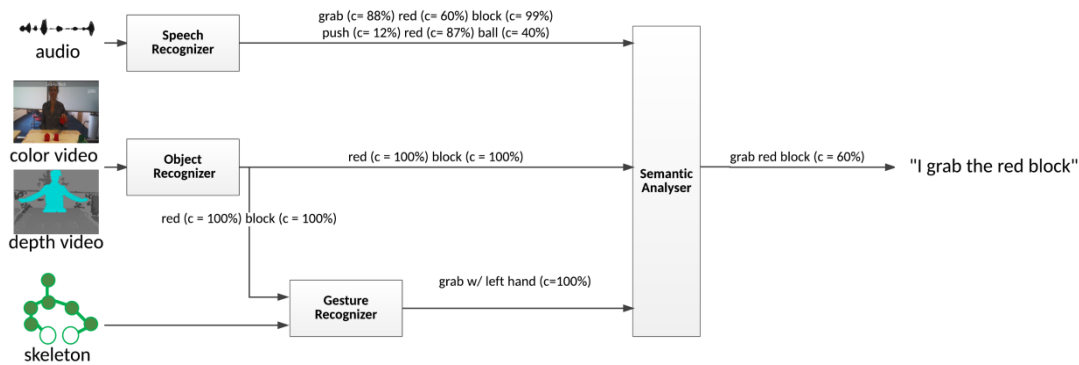 grab (c= 88%) red (c= 60%) block (c= 99%)
push (c= 12%) red (c= 87%) ball (c= 40%)
audio
Speech
Recognizer
color video
Object
Recognizer
red (c = 100%) block (c = 100%)
Semantic
Analyser
grab red block (c = 60%)
"I grab the red block"
depth video
red (c = 100%) block (c = 100%)
grab w/ left hand (c=100%)
Gesture
Recognizer
skeleton